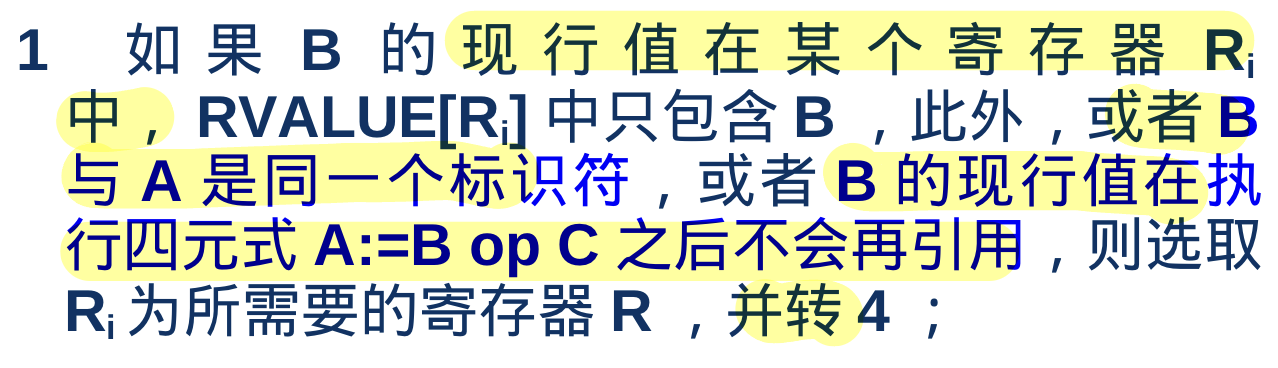 1 如果 B 的现行值在某个寄存器 Ri
中，RVALUE[Ri] 中只包含 B ，此外，或者 B
与 A 是同一个标识符，或者 B 的现行值在执
行四元式 A:=B op C 之后不会再引用，则选取
Ri 为所需要的寄存器 R ，并转 4 ；